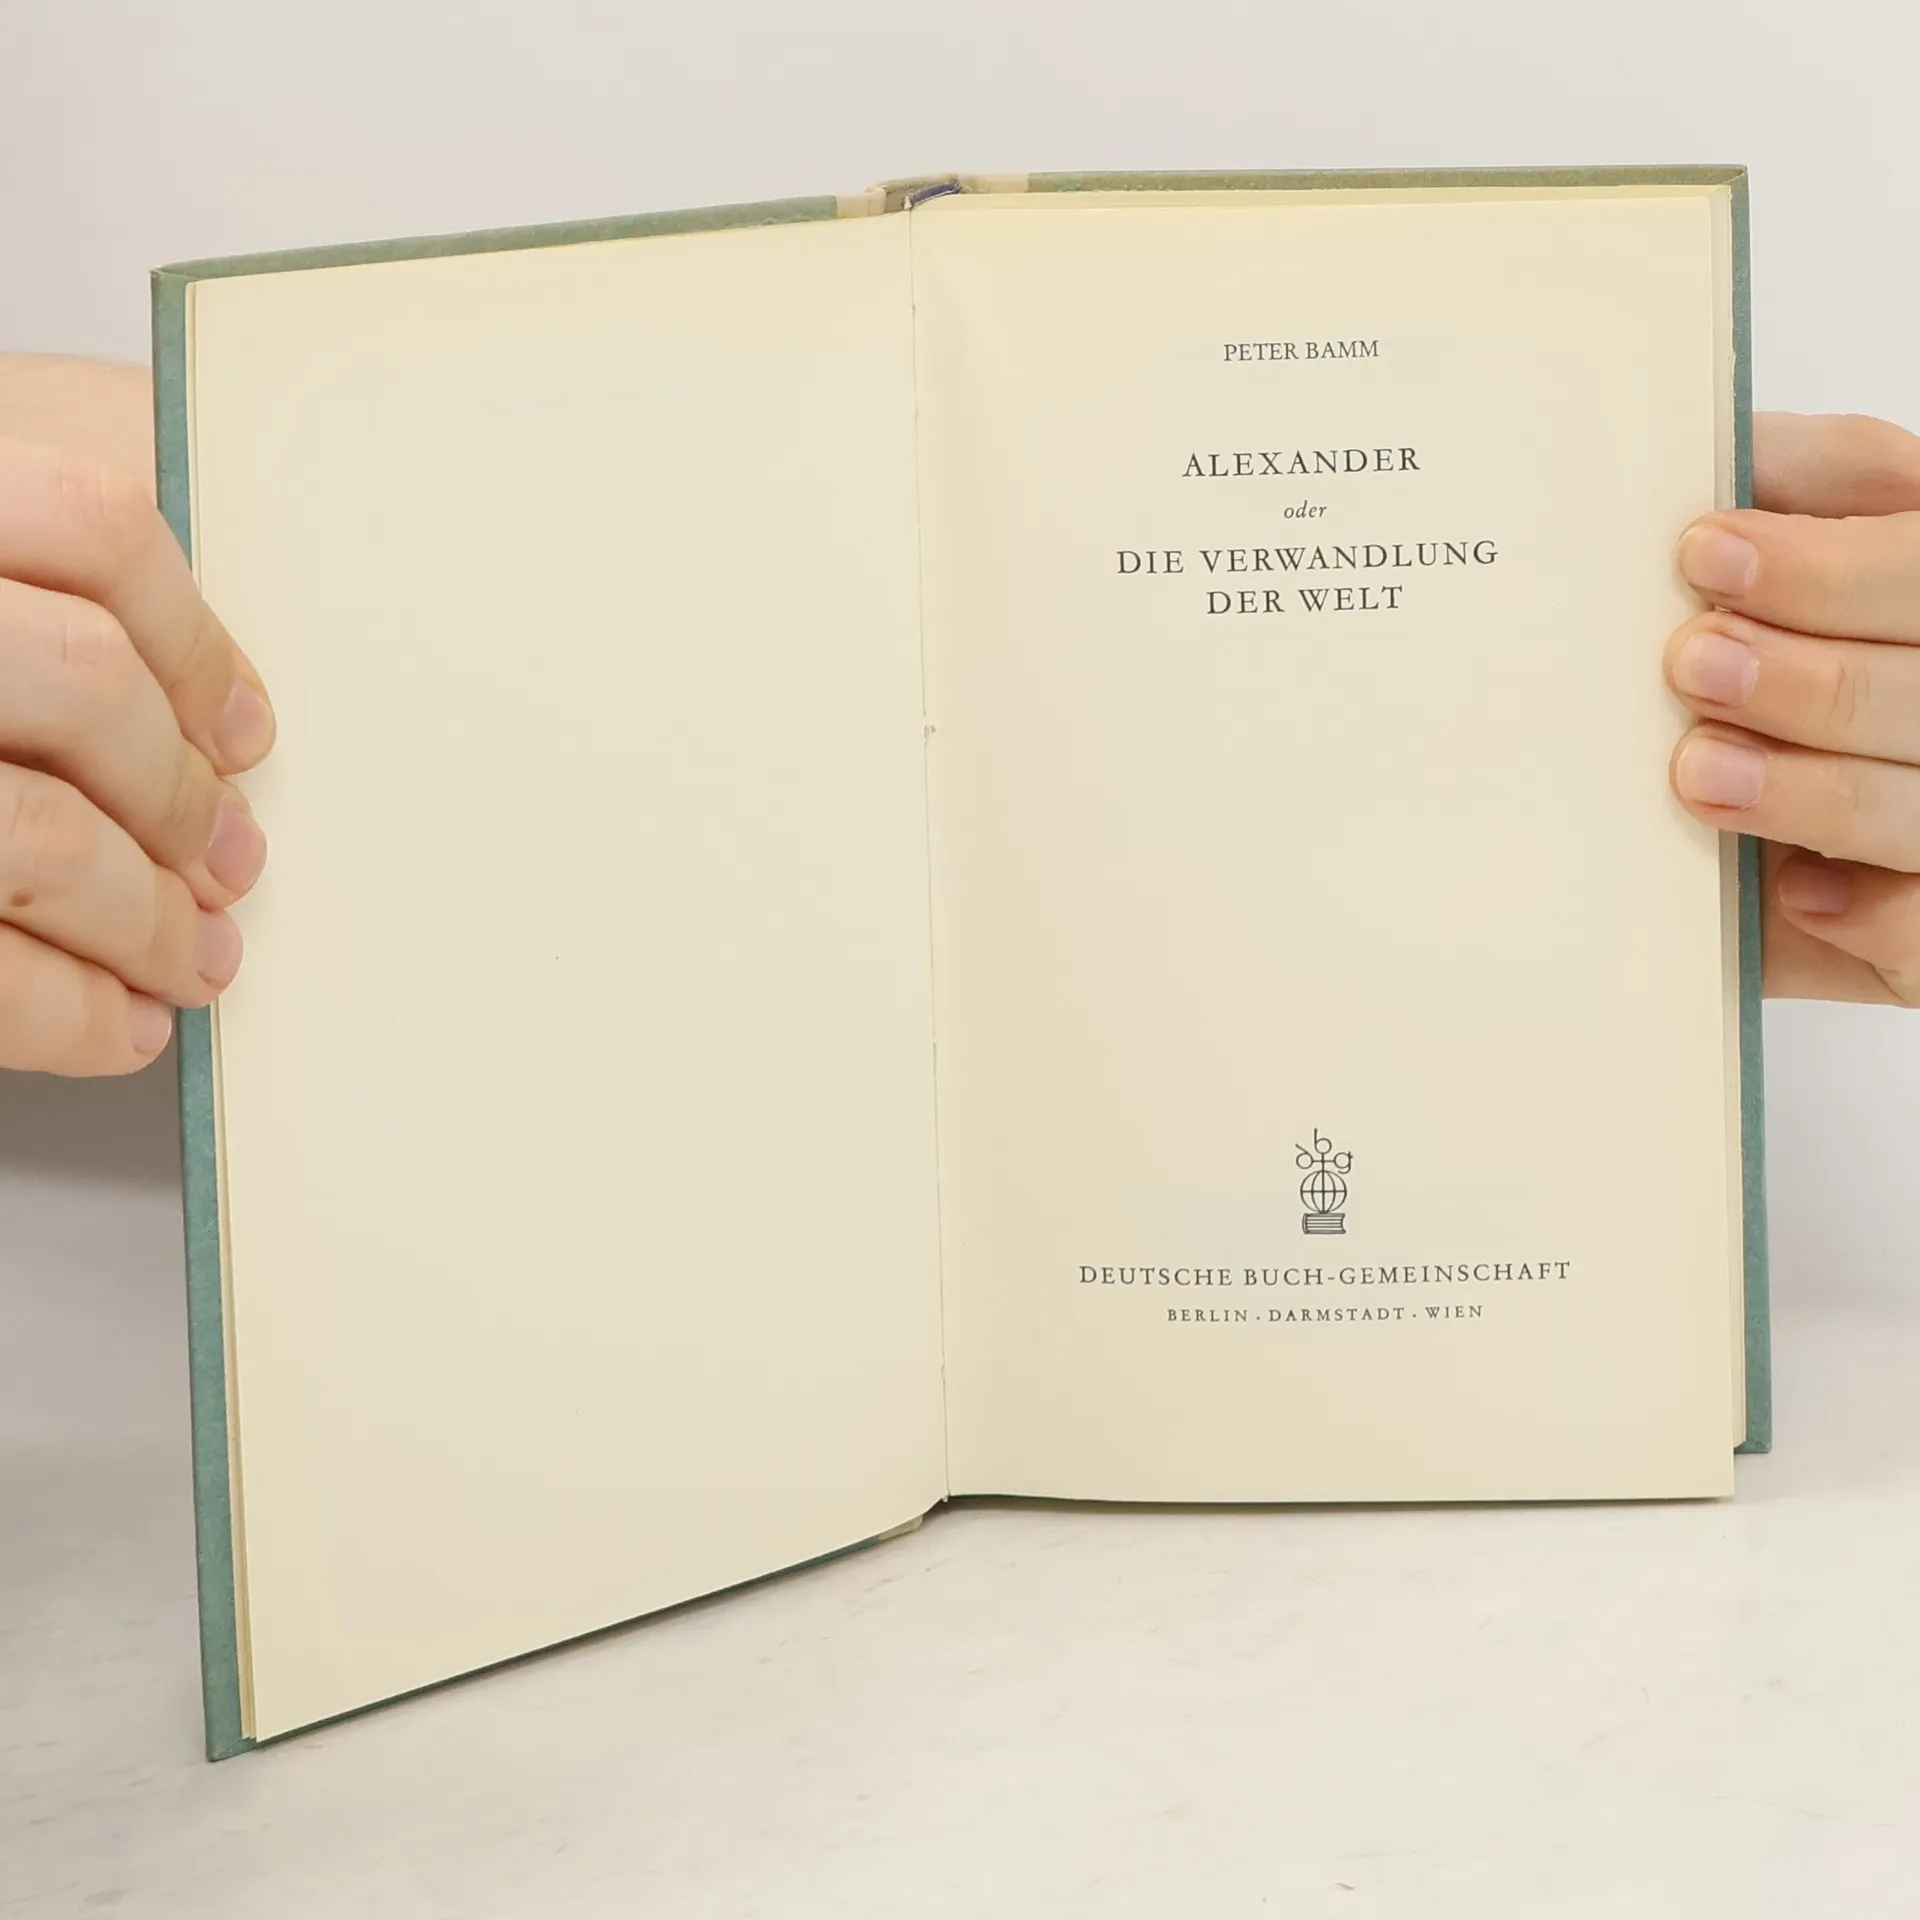 PETER BAMM
ALEXANDER
oder
DIE VERWANDLUNG
DER WELT
dbg
DEUTSCHE BUCH-GEMEINSCHAFT
BERLIN · DARMSTADT · WIEN